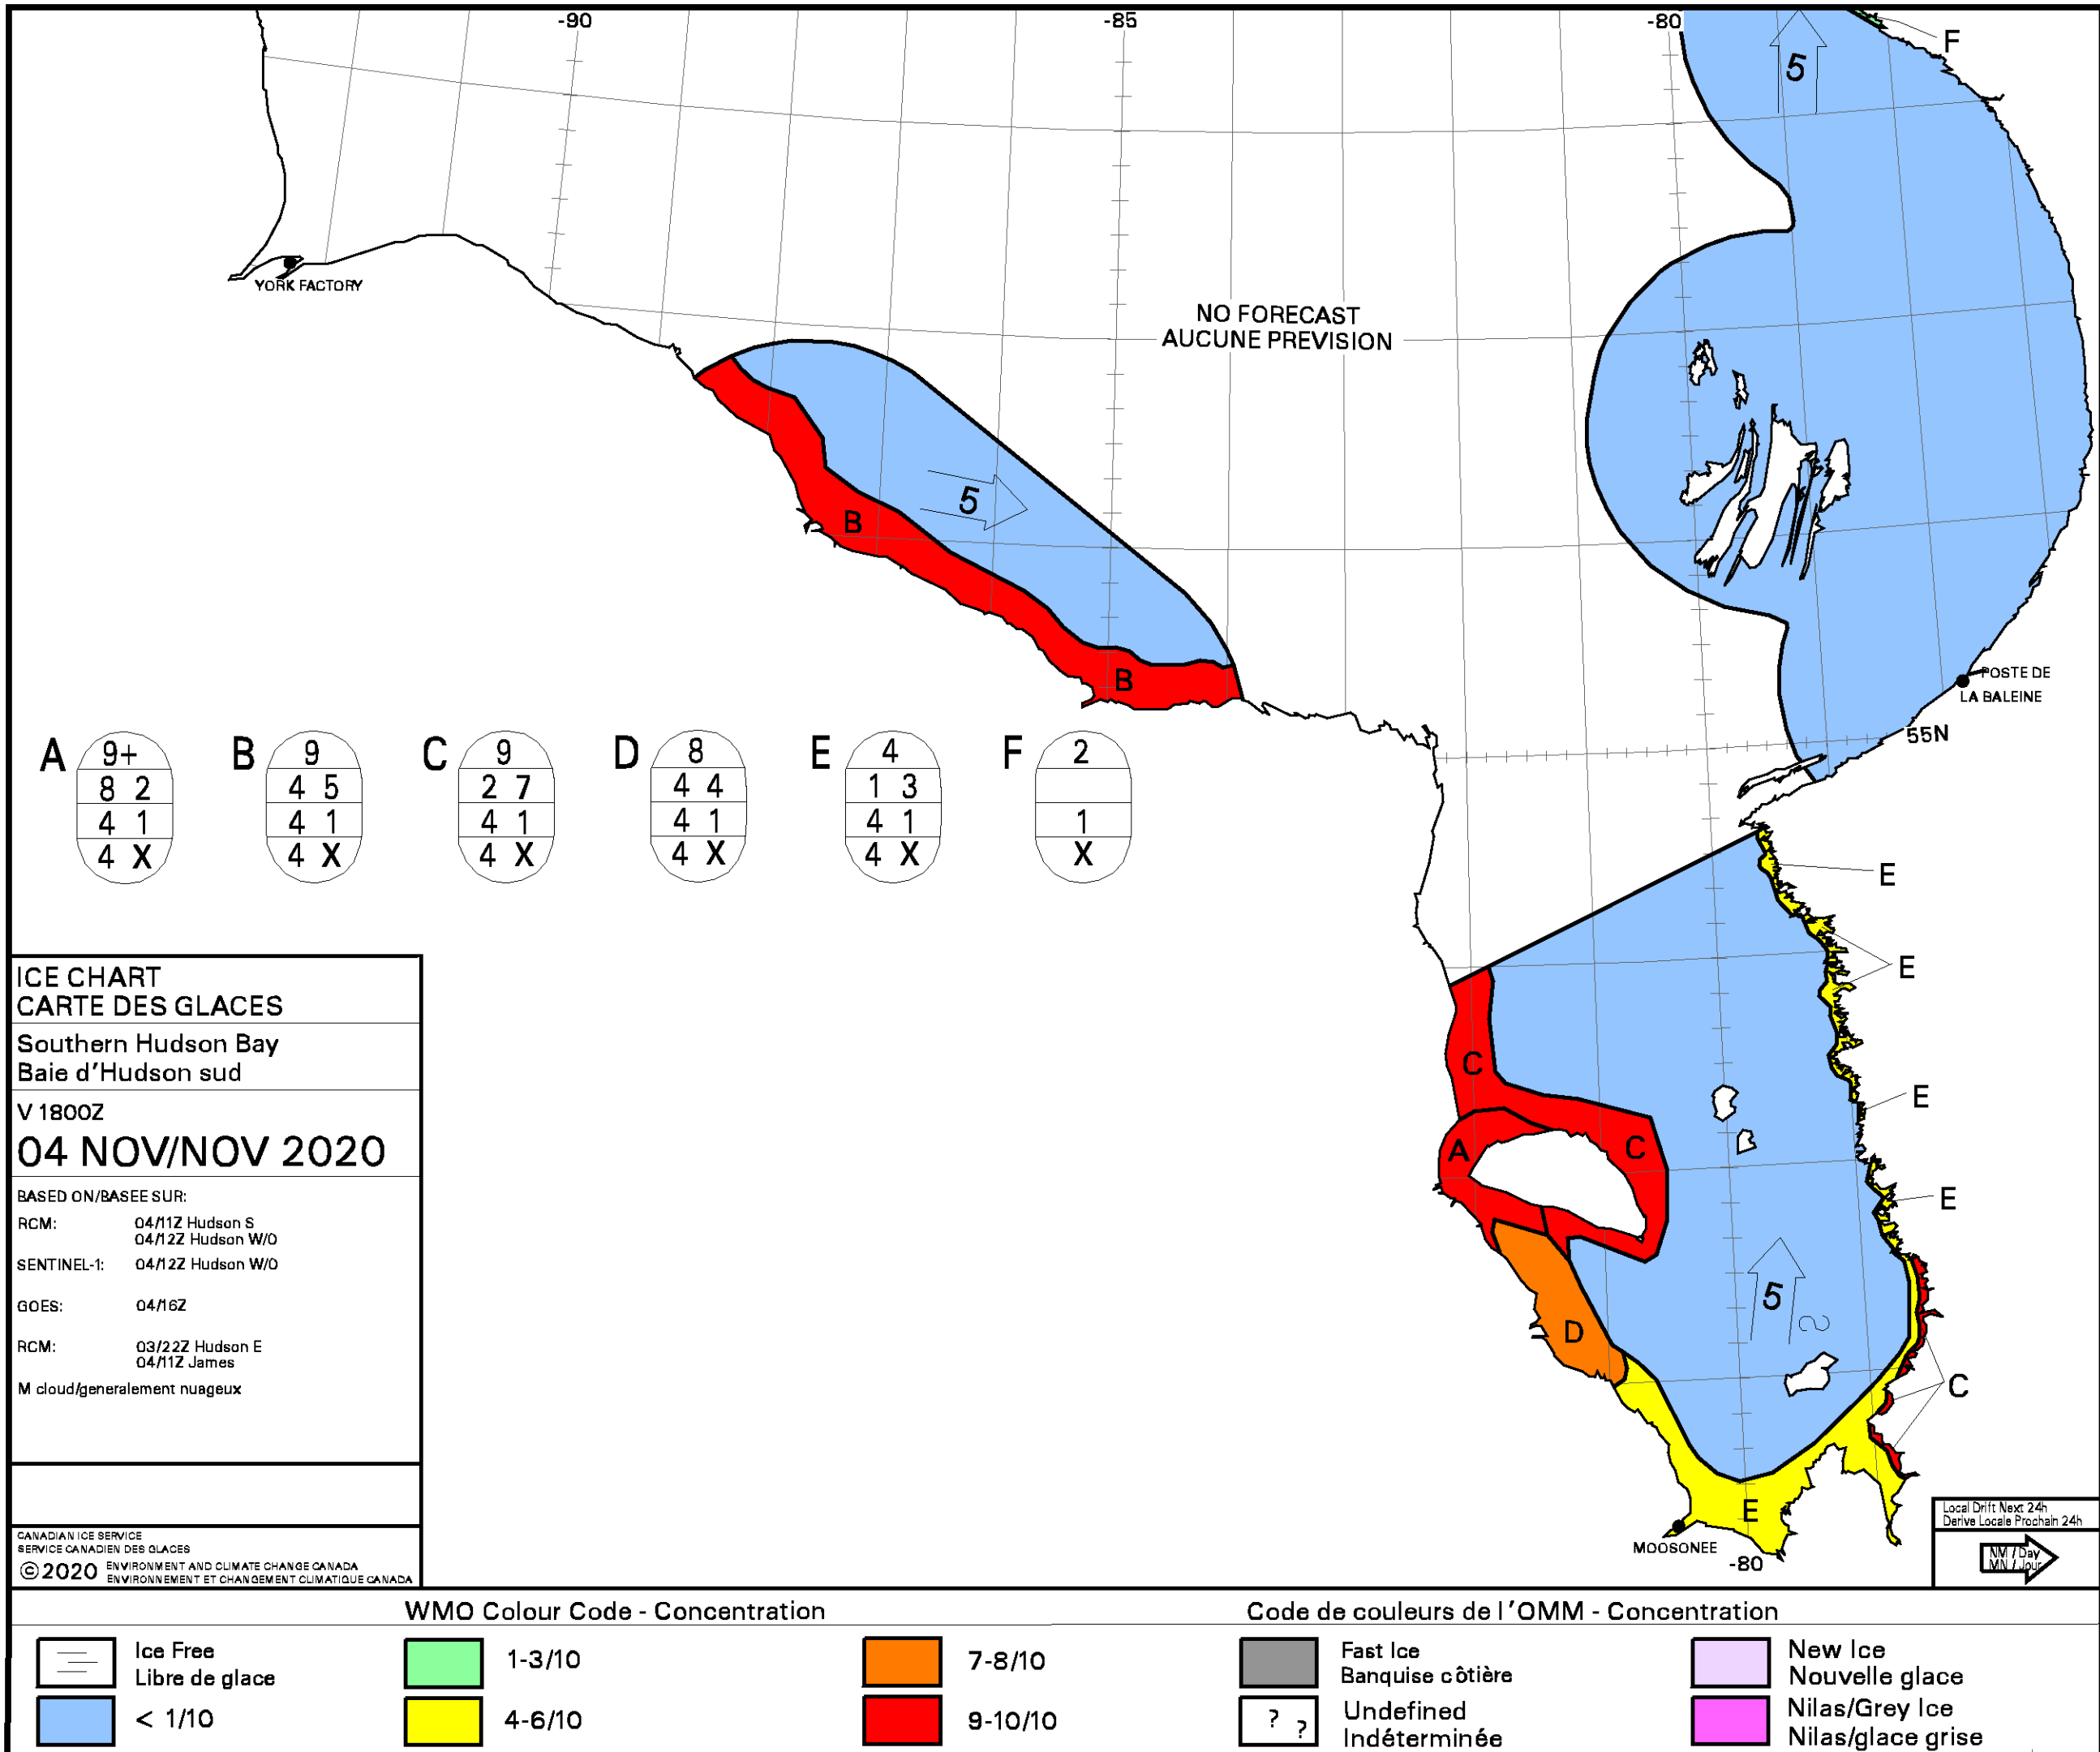 -90
-85
-80
F
5
YORK FACTORY
NO FORECAST
AUCUNE PREVISION
5
B
B
POSTE DE
LA BALEINE
55N
A
9+
8 2
4 1
4 X
B
9
4 5
4 1
4 X
C
9
2 7
4 1
4 X
D
8
4 4
4 1
4 X
E
4
1 3
4 1
4 X
F
2
1
X
E
E
C
E
A
C
E
5
D
C
E
MOOSONEE
-80
ICE CHART
CARTE DES GLACES
Southern Hudson Bay
Baie d'Hudson sud
V 1800Z
04 NOV/NOV 2020
BASED ON/BASEE SUR:
RCM: 04/11Z Hudson S
04/12Z Hudson W/O
SENTINEL-1: 04/12Z Hudson W/O
GOES: 04/16Z
RCM: 03/22Z Hudson E
04/11Z James
M cloud/generalement nuageux
CANADIAN ICE SERVICE
SERVICE CANADIEN DES GLACES
©2020 ENVIRONMENT AND CLIMATE CHANGE CANADA
ENVIRONNEMENT ET CHANGEMENT CLIMATIQUE CANADA
Local Drift Next 24h
Derive Locale Prochain 24h
NM / Day
MN / Jour
WMO Colour Code - Concentration
Code de couleurs de l'OMM - Concentration
Ice Free
Libre de glace
< 1/10
1-3/10
4-6/10
7-8/10
9-10/10
Fast Ice
Banquise côtière
? ?
Undefined
Indéterminée
New Ice
Nouvelle glace
Nilas/Grey Ice
Nilas/glace grise